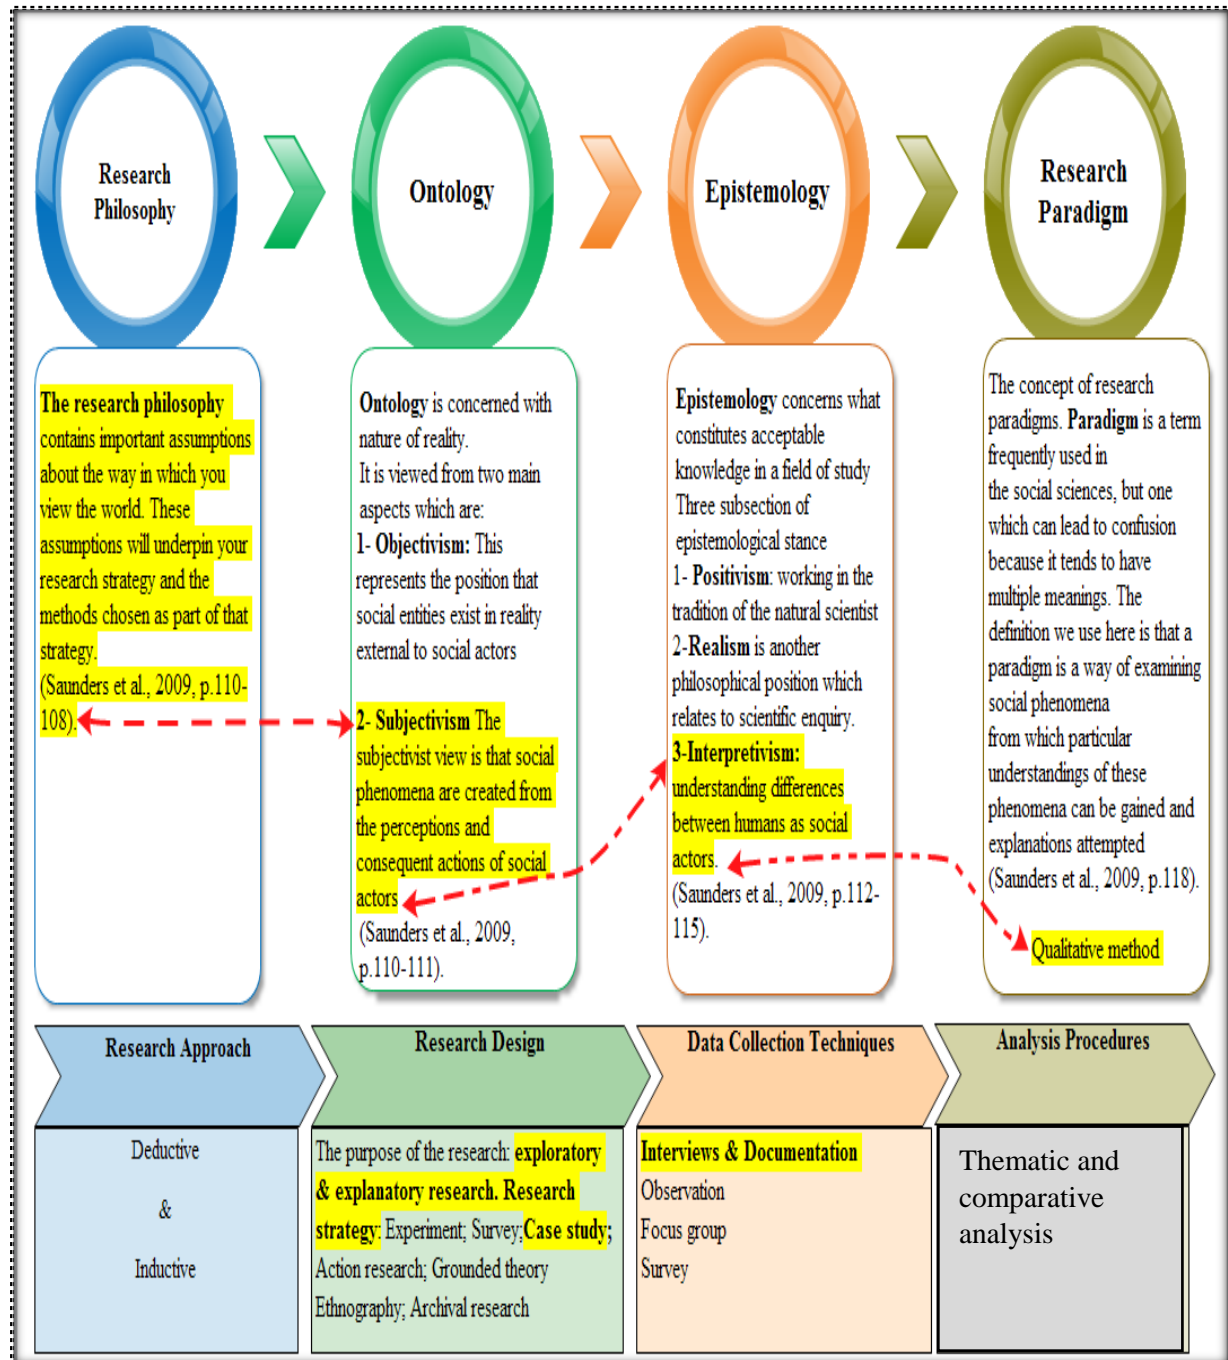 Research
Philosophy
Ontology
Epistemology
Research
Paradigm
The research philosophy
contains important assumptions
about the way in which you
view the world. These
assumptions will underpin your
research strategy and the
methods chosen as part of that
strategy.
(Saunders et al., 2009, p.110-
108).
Ontology is concerned with
nature of reality.
It is viewed from two main
aspects which are:
1- Objectivism: This
represents the position that
social entities exist in reality
external to social actors
2- Subjectivism The
subjectivist view is that social
phenomena are created from
the perceptions and
consequent actions of social
actors
(Saunders et al., 2009,
p.110-111).
Epistemology concerns what
constitutes acceptable
knowledge in a field of study
Three subsection of
epistemological stance
1- Positivism: working in the
tradition of the natural scientist
2-Realism is another
philosophical position which
relates to scientific enquiry.
3-Interpretivism:
understanding differences
between humans as social
actors.
(Saunders et al., 2009, p.112-
115).
The concept of research
paradigms. Paradigm is a term
frequently used in
the social sciences, but one
which can lead to confusion
because it tends to have
multiple meanings. The
definition we use here is that a
paradigm is a way of examining
social phenomena
from which particular
understandings of these
phenomena can be gained and
explanations attempted
(Saunders et al., 2009, p.118).
Qualitative method
Research Approach
Research Design
Data Collection Techniques
Analysis Procedures
Deductive
&
Inductive
The purpose of the research: exploratory
& explanatory research. Research
strategy: Experiment; Survey;Case study;
Action research; Grounded theory
Ethnography; Archival research
Interviews & Documentation
Observation
Focus group
Survey
Thematic and
comparative
analysis